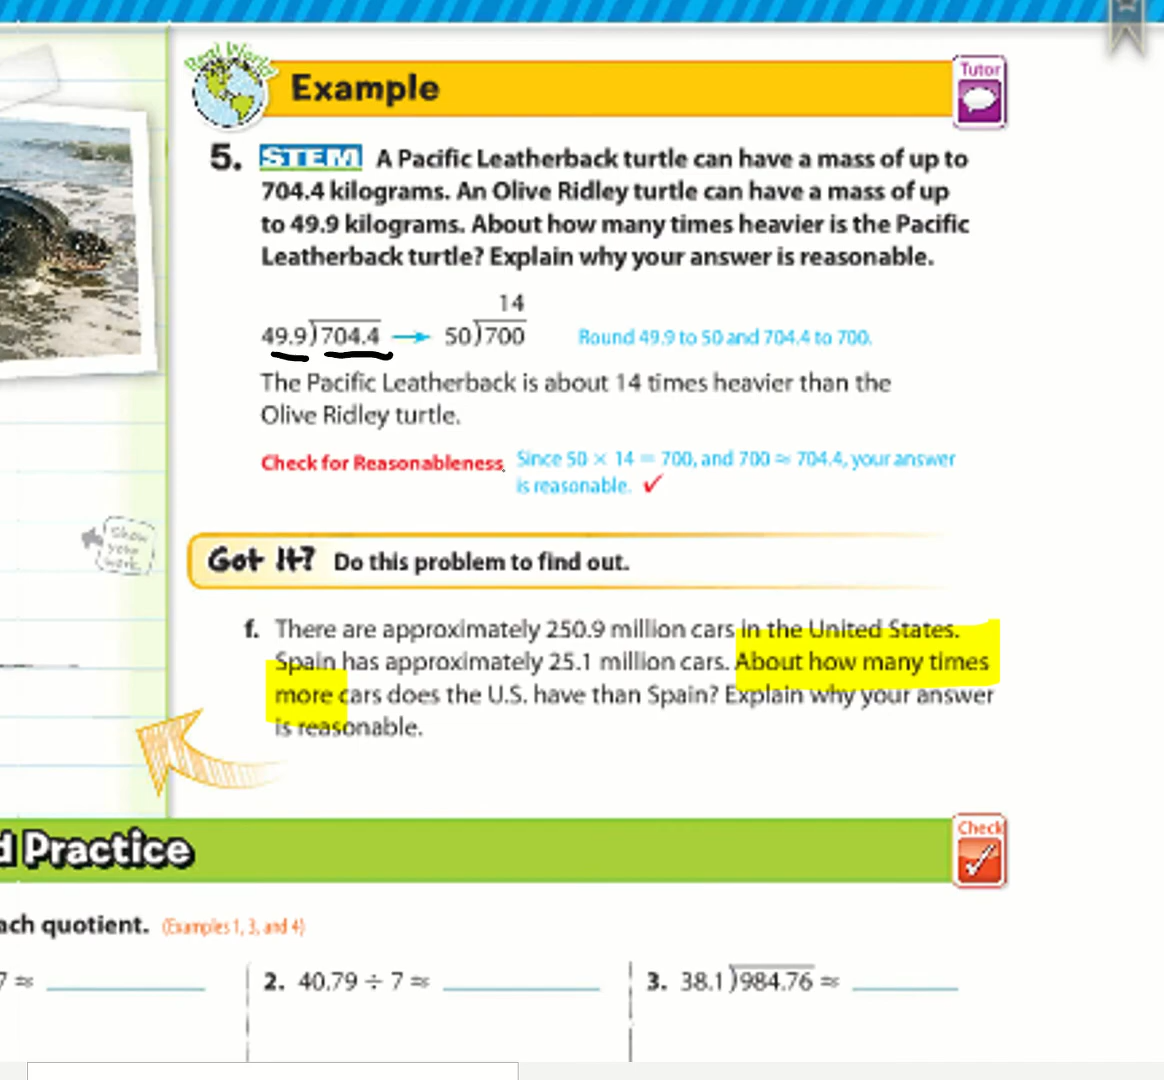 Real World
Example
Tutor
5. STEM A Pacific Leatherback turtle can have a mass of up to
704.4 kilograms. An Olive Ridley turtle can have a mass of up
to 49.9 kilograms. About how many times heavier is the Pacific
Leatherback turtle? Explain why your answer is reasonable.
14
49.9)704.4 → 50)700 Round 49.9 to 50 and 704.4 to 700.
The Pacific Leatherback is about 14 times heavier than the
Olive Ridley turtle.
Check for Reasonableness Since 50 × 14 = 700, and 700 ≈ 704.4, your answer
is reasonable. ✓
Show
your
work.
Got It? Do this problem to find out.
f. There are approximately 250.9 million cars in the United States.
Spain has approximately 25.1 million cars. About how many times
more cars does the U.S. have than Spain? Explain why your answer
is reasonable.
d Practice
Check
ach quotient. (Examples 1, 3, and 4)
7 ≈
2. 40.79 ÷ 7 ≈
3. 38.1)984.76 ≈